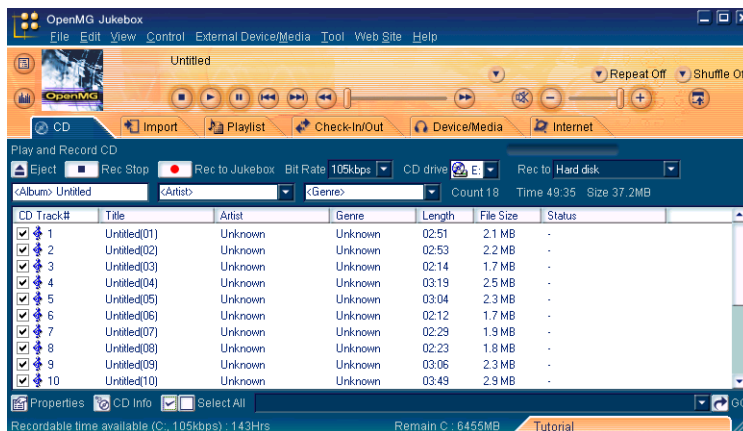 OpenMG Jukebox
File Edit View Control External Device/Media Tool Web Site Help
Untitled
OpenMG
Repeat Off Shuffle Of
CD Import Playlist Check-In/Out Device/Media Internet
Play and Record CD
Eject Rec Stop Rec to Jukebox Bit Rate 105kbps CD drive E: Rec to Hard disk
<Album> Untitled <Artist> <Genre> Count 18 Time 49:35 Size 37.2MB
CD Track# Title Artist Genre Length File Size Status
1 Untitled(01) Unknown Unknown 02:51 2.1 MB -
2 Untitled(02) Unknown Unknown 02:53 2.2 MB -
3 Untitled(03) Unknown Unknown 02:14 1.7 MB -
4 Untitled(04) Unknown Unknown 03:19 2.5 MB -
5 Untitled(05) Unknown Unknown 03:04 2.3 MB -
6 Untitled(06) Unknown Unknown 02:12 1.7 MB -
7 Untitled(07) Unknown Unknown 02:29 1.9 MB -
8 Untitled(08) Unknown Unknown 02:23 1.8 MB -
9 Untitled(09) Unknown Unknown 03:06 2.3 MB -
10 Untitled(10) Unknown Unknown 03:49 2.9 MB -
Properties CD Info Select All GO
Recordable time available (C:, 105kbps) : 143Hrs Remain C : 6455MB Tutorial